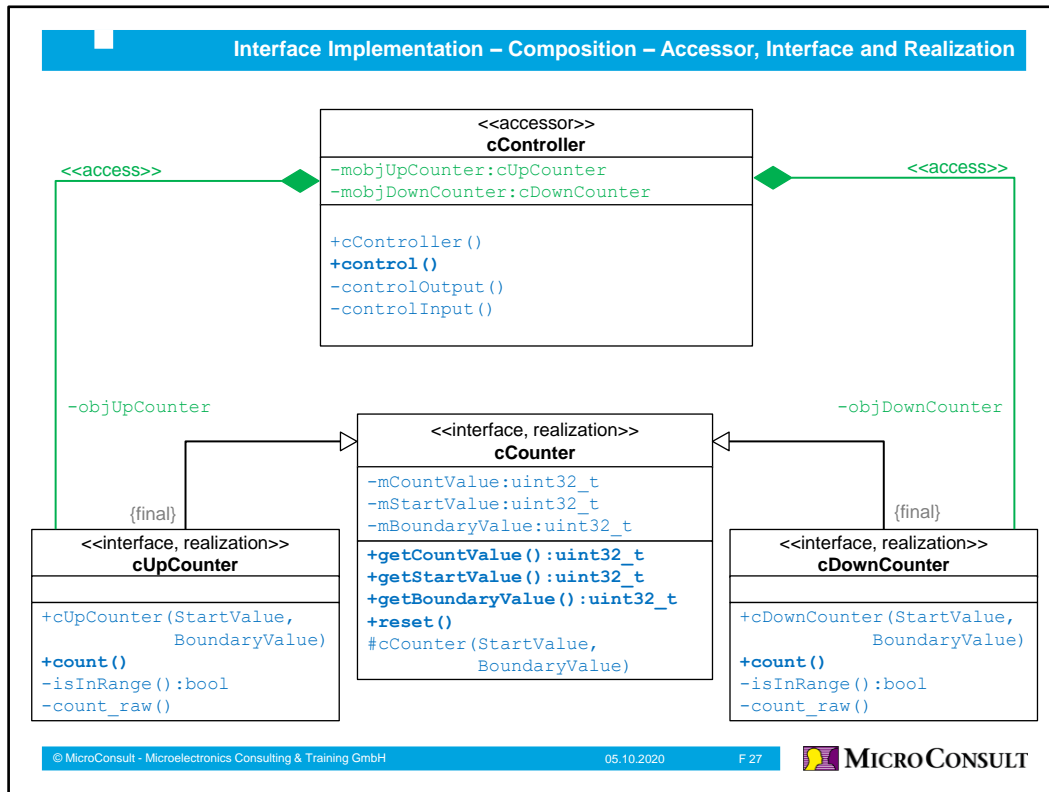 Interface Implementation – Composition – Accessor, Interface and Realization
<<accessor>>
cController
<<access>>
<<access>>
-mobjUpCounter:cUpCounter
-mobjDownCounter:cDownCounter
+cController()
+control()
-controlOutput()
-controlInput()
-objUpCounter
-objDownCounter
<<interface, realization>>
cCounter
-mCountValue:uint32_t
-mStartValue:uint32_t
-mBoundaryValue:uint32_t
+getCountValue():uint32_t
+getStartValue():uint32_t
+getBoundaryValue():uint32_t
+reset()
#cCounter(StartValue,
BoundaryValue)
{final}
<<interface, realization>>
cUpCounter
+cUpCounter(StartValue,
BoundaryValue)
+count()
-isInRange():bool
-count_raw()
{final}
<<interface, realization>>
cDownCounter
+cDownCounter(StartValue,
BoundaryValue)
+count()
-isInRange():bool
-count_raw()
© MicroConsult - Microelectronics Consulting & Training GmbH 05.10.2020 F 27
MICROCONSULT